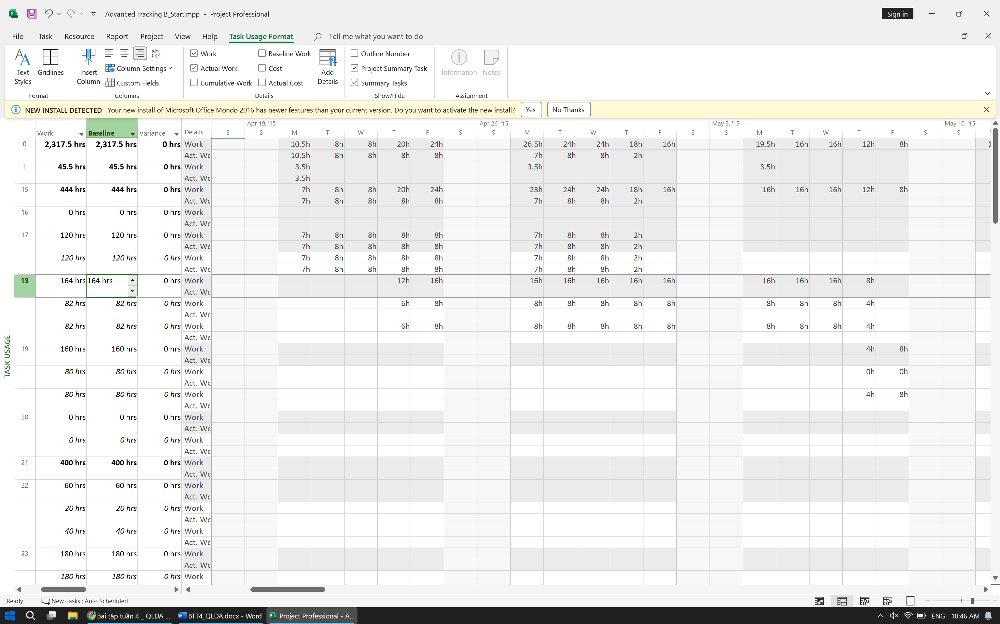 Advanced Tracking B_Start.mpp - Project Professional
Sign in
File Task Resource Report Project View Help Task Usage Format Tell me what you want to do
Text Styles
Gridlines
Format
Insert Column
Column Settings
Custom Fields
Columns
Work
Actual Work
Cumulative Work
Baseline Work
Cost
Actual Cost
Add Details
Details
Outline Number
Project Summary Task
Summary Tasks
Show/Hide
Information
Notes
Assignment
NEW INSTALL DETECTED Your new install of Microsoft Office Mondo 2016 has newer features than your current version. Do you want to activate the new install? Yes No Thanks
Apr 19, '15 Apr 26, '15 May 3, '15 May 10, '15
Work Baseline Variance Details S S M T W T F S S M T W T F S S M T W T F S S
0 2,317.5 hrs 2,317.5 hrs 0 hrs Work 10.5h 8h 8h 20h 24h 26.5h 24h 24h 18h 16h 19.5h 16h 16h 12h 8h
Act. Wc 10.5h 8h 8h 8h 8h 7h 8h 8h 2h
1 45.5 hrs 45.5 hrs 0 hrs Work 3.5h 3.5h 3.5h
Act. Wc 3.5h
15 444 hrs 444 hrs 0 hrs Work 7h 8h 8h 20h 24h 23h 24h 24h 18h 16h 16h 16h 16h 12h 8h
Act. Wc 7h 8h 8h 8h 8h 7h 8h 8h 2h
16 0 hrs 0 hrs 0 hrs Work
Act. Wc
17 120 hrs 120 hrs 0 hrs Work 7h 8h 8h 8h 8h 7h 8h 8h 2h
Act. Wc 7h 8h 8h 8h 8h 7h 8h 8h 2h
120 hrs 120 hrs 0 hrs Work 7h 8h 8h 8h 8h 7h 8h 8h 2h
Act. Wc 7h 8h 8h 8h 8h 7h 8h 8h 2h
18 164 hrs 164 hrs 0 hrs Work 12h 16h 16h 16h 16h 16h 16h 16h 16h 16h 8h
Act. Wc
82 hrs 82 hrs 0 hrs Work 6h 8h 8h 8h 8h 8h 8h 8h 8h 8h 4h
Act. Wc
82 hrs 82 hrs 0 hrs Work 6h 8h 8h 8h 8h 8h 8h 8h 8h 8h 4h
Act. Wc
19 160 hrs 160 hrs 0 hrs Work 4h 8h
Act. Wc
80 hrs 80 hrs 0 hrs Work 0h 0h
Act. Wc
80 hrs 80 hrs 0 hrs Work 4h 8h
Act. Wc
20 0 hrs 0 hrs 0 hrs Work
Act. Wc
0 hrs 0 hrs 0 hrs Work
Act. Wc
21 400 hrs 400 hrs 0 hrs Work
Act. Wc
22 60 hrs 60 hrs 0 hrs Work
Act. Wc
20 hrs 20 hrs 0 hrs Work
Act. Wc
40 hrs 40 hrs 0 hrs Work
Act. Wc
23 180 hrs 180 hrs 0 hrs Work
Act. Wc
180 hrs 180 hrs 0 hrs Work
TASK USAGE
Ready New Tasks : Auto Scheduled
Bài tập tuần 4 _ QLDA ... BTT4_QLDA.docx - Word Project Professional - A... ENG 10:46 AM